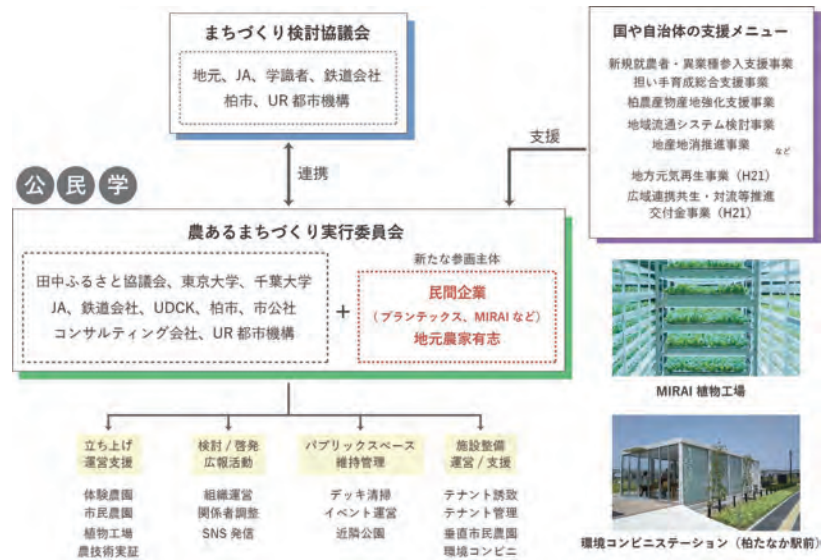 まちづくり検討協議会
地元、JA、学識者、鉄道会社
柏市、UR 都市機構
国や自治体の支援メニュー
新規就農者・異業種参入支援事業
担い手育成総合支援事業
柏農産物産地強化支援事業
地域流通システム検討事業
地産地消推進事業
など
地方元気再生事業（H21）
広域連携共生・対流等推進
交付金事業（H21）
連携
支援
公民学
農あるまちづくり実行委員会
田中ふるさと協議会、東京大学、千葉大学
JA、鉄道会社、UDCK、柏市、市公社
コンサルティング会社、UR 都市機構
+
新たな参画主体
民間企業
（プランテックス、MIRAI など）
地元農家有志
MIRAI 植物工場
立ち上げ
運営支援
体験農園
市民農園
植物工場
農技術実証
検討 / 啓発
広報活動
組織運営
関係者調整
SNS 発信
パブリックスペース
維持管理
デッキ清掃
イベント運営
近隣公園
施設整備
運営 / 支援
テナント誘致
テナント管理
垂直市民農園
環境コンビニ
環境コンビニステーション（柏たなか駅前）